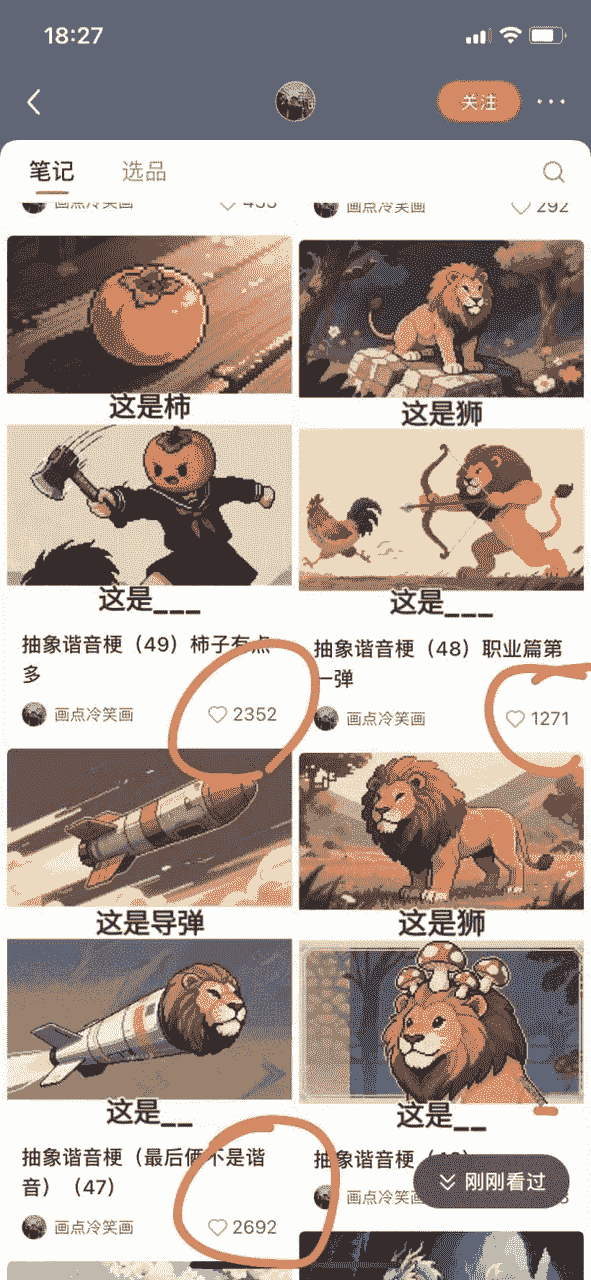 18:27
关注
笔记
选品
画点冷笑画
433
画点冷笑画
292
这是柿
这是___
抽象谐音梗（49）柿子有点
多
画点冷笑画
2352
这是狮
这是___
抽象谐音梗（48）职业篇第
一弹
画点冷笑画
1271
这是导弹
这是__
抽象谐音梗（最后俩不是谐
音）（47）
画点冷笑画
2692
这是狮
这是__
抽象谐音梗
刚刚看过